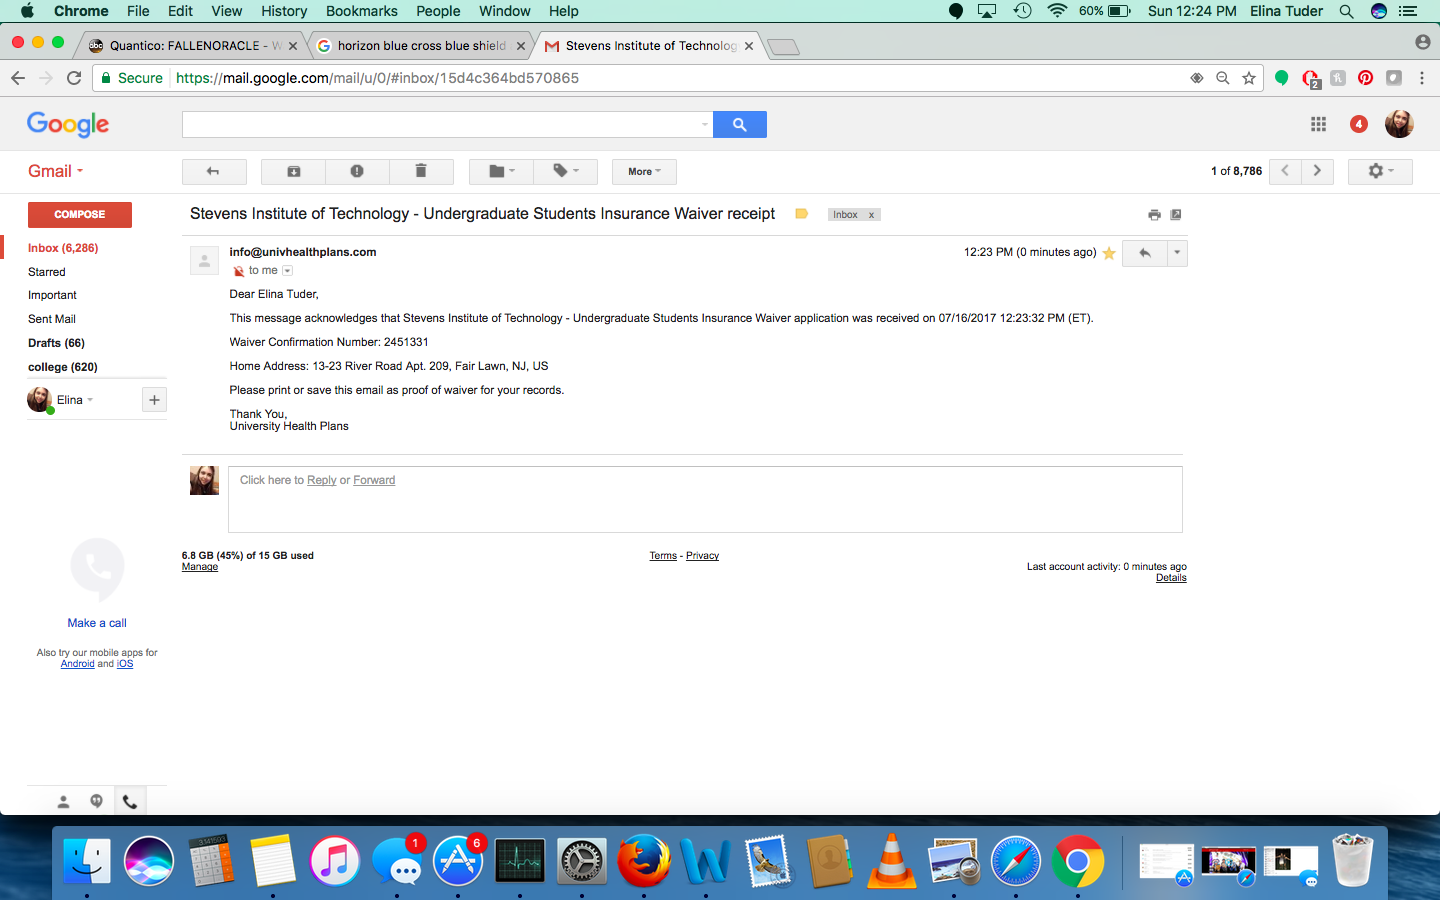 Chrome File Edit View History Bookmarks People Window Help 60% Sun 12:24 PM Elina Tuder
abc Quantico: FALLENORACLE - W horizon blue cross blue shield Stevens Institute of Technolog
Secure https://mail.google.com/mail/u/0/#inbox/15d4c364bd570865 2
Google 4
Gmail More 1 of 8,786
COMPOSE
Stevens Institute of Technology - Undergraduate Students Insurance Waiver receipt Inbox x
Inbox (6,286)
Starred
Important
Sent Mail
Drafts (66)
college (620)
Elina
info@univhealthplans.com 12:23 PM (0 minutes ago)
to me
Dear Elina Tuder,
This message acknowledges that Stevens Institute of Technology - Undergraduate Students Insurance Waiver application was received on 07/16/2017 12:23:32 PM (ET).
Waiver Confirmation Number: 2451331
Home Address: 13-23 River Road Apt. 209, Fair Lawn, NJ, US
Please print or save this email as proof of waiver for your records.
Thank You,
University Health Plans
Click here to Reply or Forward
6.8 GB (45%) of 15 GB used Terms - Privacy
Manage
Last account activity: 0 minutes ago
Details
Make a call
Also try our mobile apps for
Android and iOS
1 6